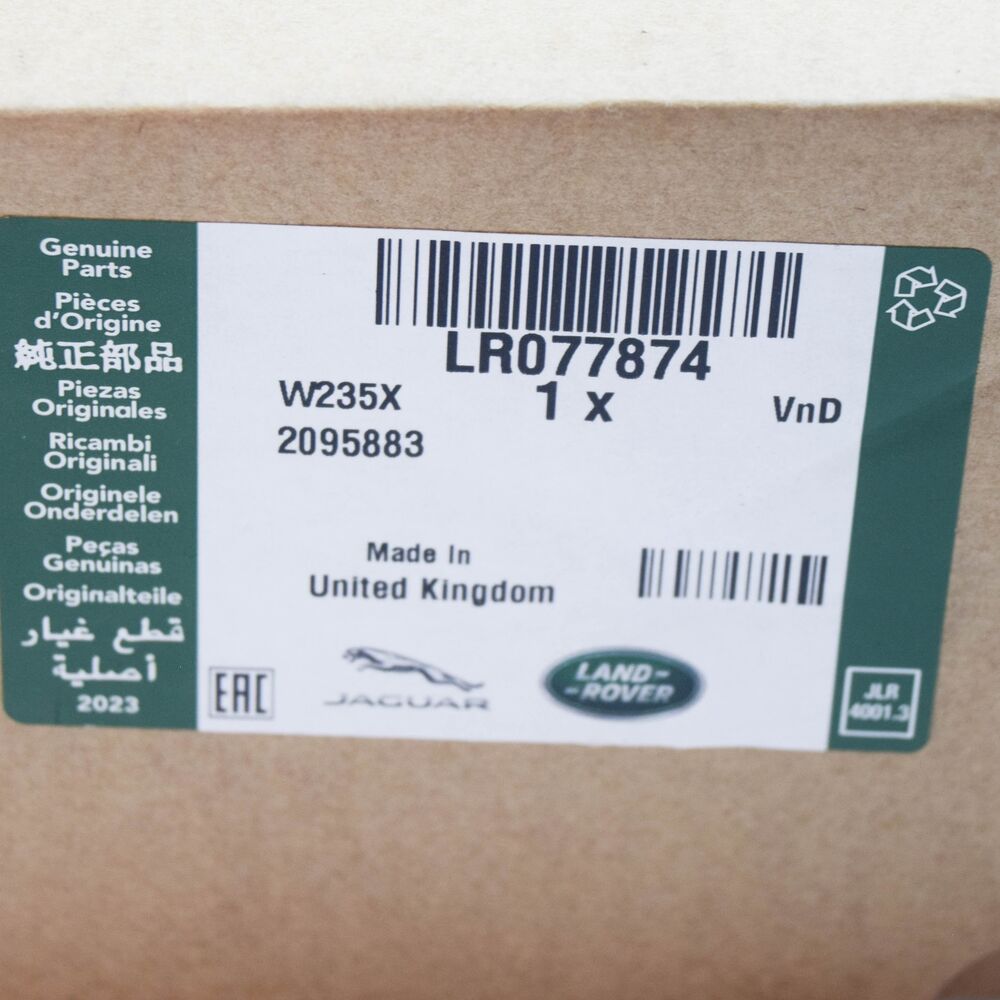 Genuine
Parts
Pièces
d'Origine
純正部品
Piezas
Originales
Ricambi
Originali
Originele
Onderdelen
Peças
Genuinas
Originalteile
قطع غيار
أصلية
2023
LR077874
W235X
1 x
VnD
2095883
Made In
United Kingdom
EAC
JAGUAR
LAND-
-ROVER
JLR
4001.3